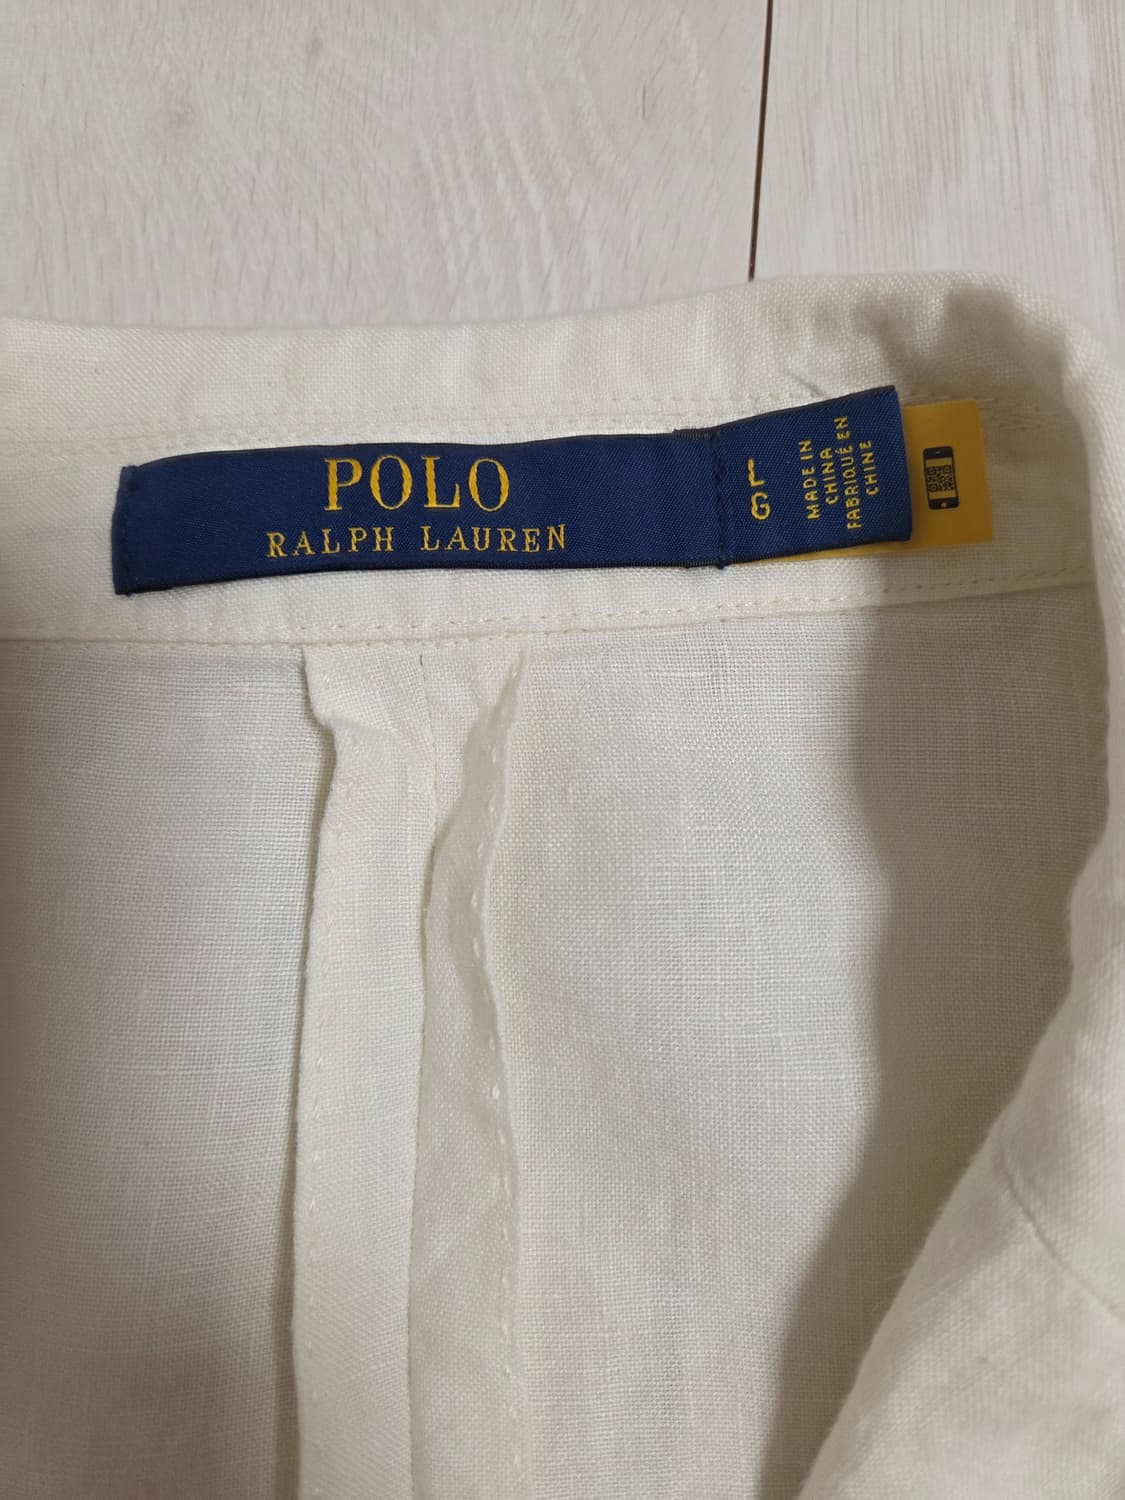 POLO
RALPH LAUREN
L
G
MADE IN
CHINA
FABRIQUÉ EN
CHINE